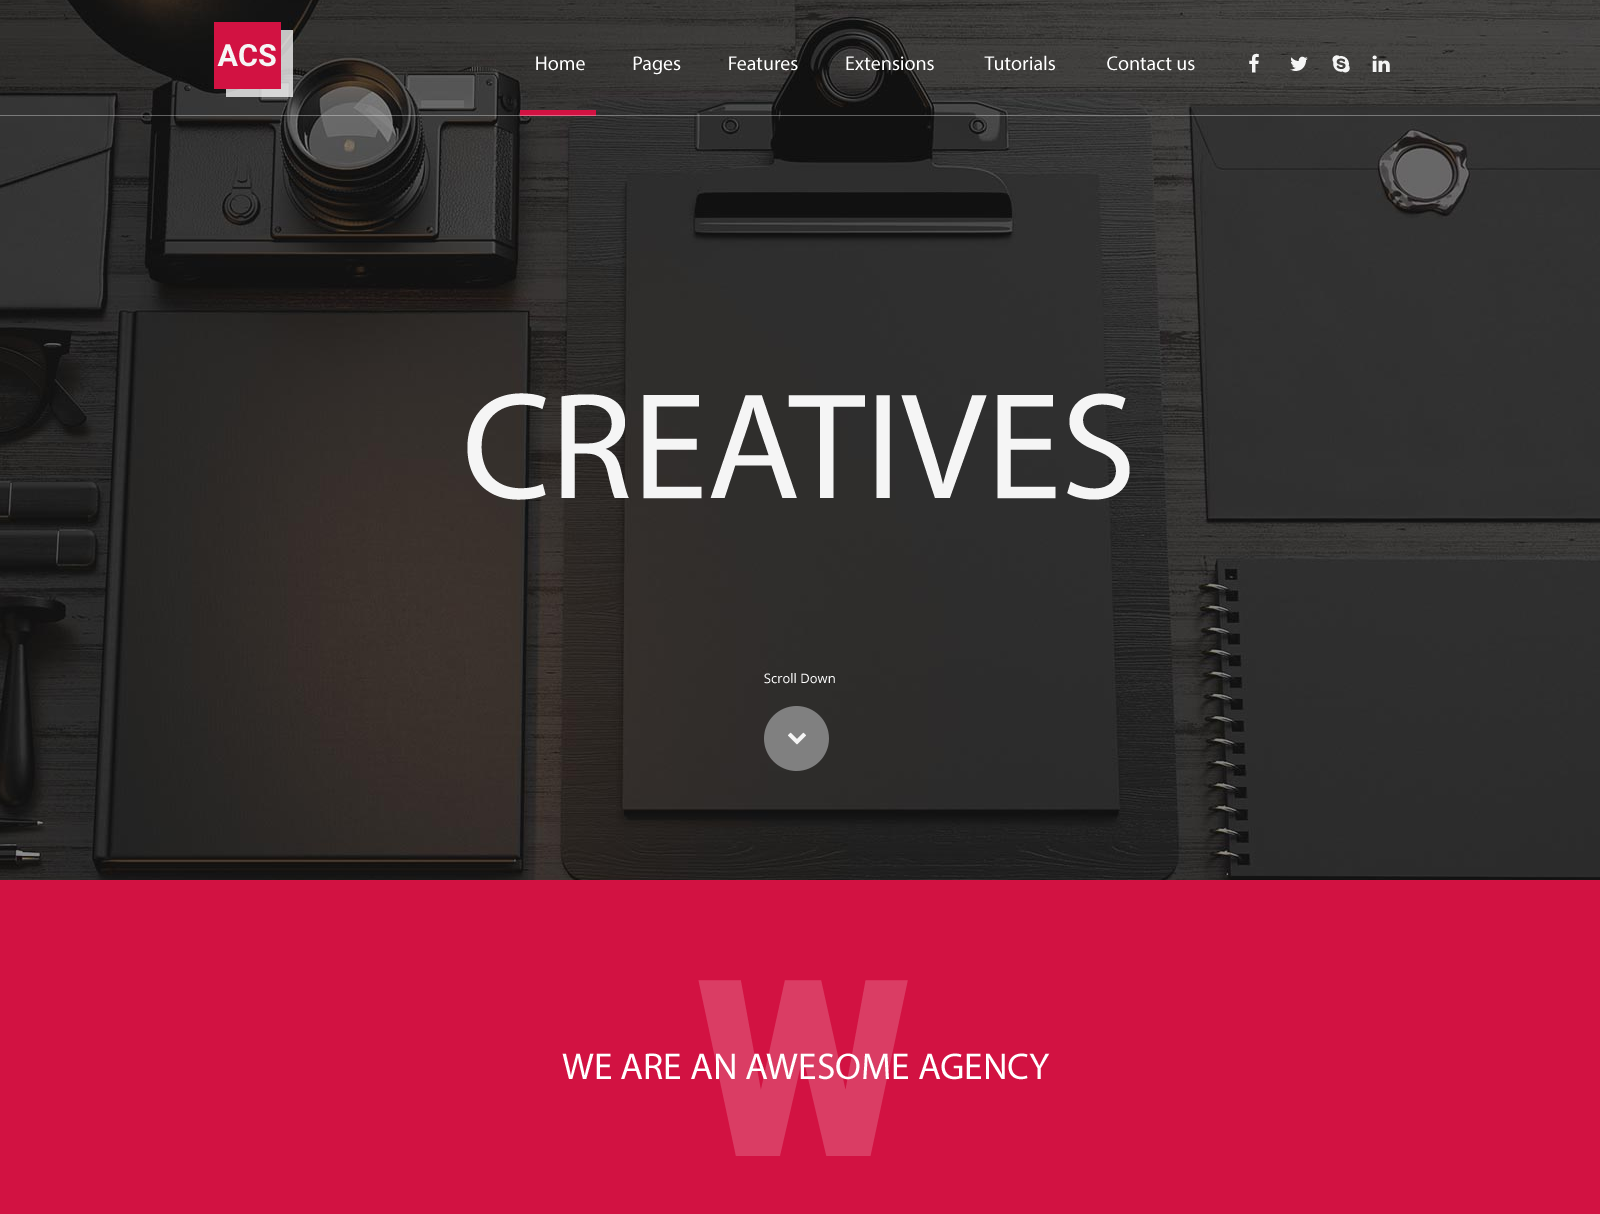 ACS
Home Pages Features Extensions Tutorials Contact us
CREATIVES
Scroll Down
W
WE ARE AN AWESOME AGENCY